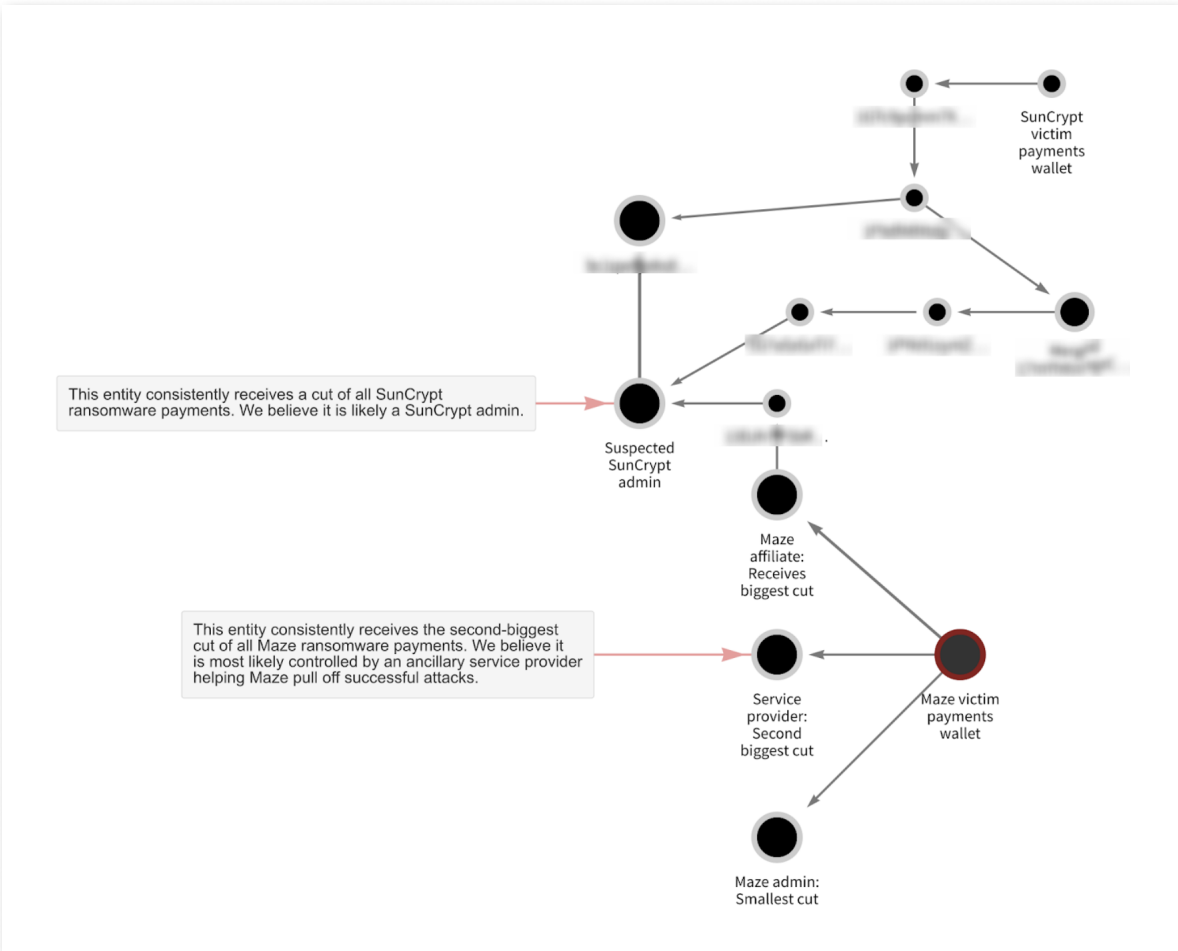 SunCrypt
victim
payments
wallet
This entity consistently receives a cut of all SunCrypt
ransomware payments. We believe it is likely a SunCrypt admin.
Suspected
SunCrypt
admin
Maze
affiliate:
Receives
biggest cut
This entity consistently receives the second-biggest
cut of all Maze ransomware payments. We believe it
is most likely controlled by an ancillary service provider
helping Maze pull off successful attacks.
Service
provider:
Second
biggest cut
Maze victim
payments
wallet
Maze admin:
Smallest cut